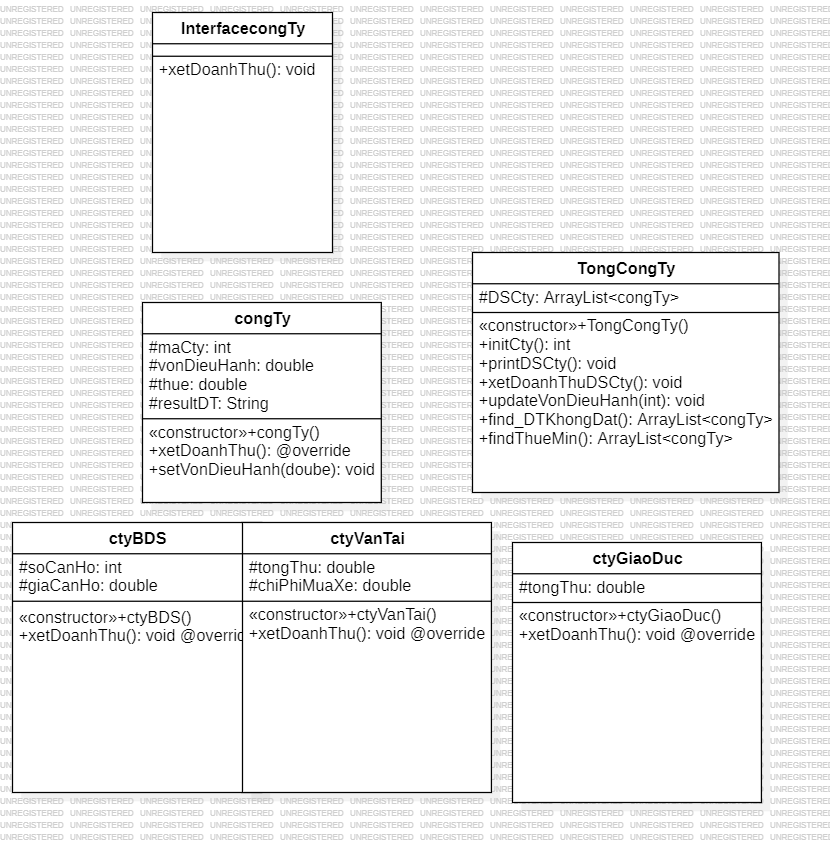 InterfacecongTy
+xetDoanhThu(): void
TongCongTy
#DSCty: ArrayList<congTy>
«constructor»+TongCongTy()
+initCty(): int
+printDSCty(): void
+xetDoanhThuDSCty(): void
+updateVonDieuHanh(int): void
+find_DTKhongDat(): ArrayList<congTy>
+findThueMin(): ArrayList<congTy>
congTy
#maCty: int
#vonDieuHanh: double
#thue: double
#resultDT: String
«constructor»+congTy()
+xetDoanhThu(): @override
+setVonDieuHanh(doube): void
ctyBDS
#soCanHo: int
#giaCanHo: double
«constructor»+ctyBDS()
+xetDoanhThu(): void @overric
ctyVanTai
#tongThu: double
#chiPhiMuaXe: double
«constructor»+ctyVanTai()
+xetDoanhThu(): void @override
ctyGiaoDuc
#tongThu: double
«constructor»+ctyGiaoDuc()
+xetDoanhThu(): void @override
UNREGISTERED